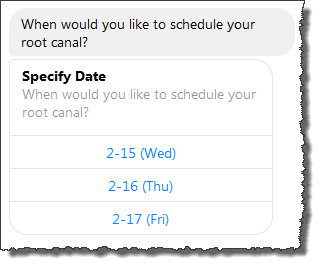 When would you like to schedule your
root canal?
Specify Date
When would you like to schedule your
root canal?
2-15 (Wed)
2-16 (Thu)
2-17 (Fri)